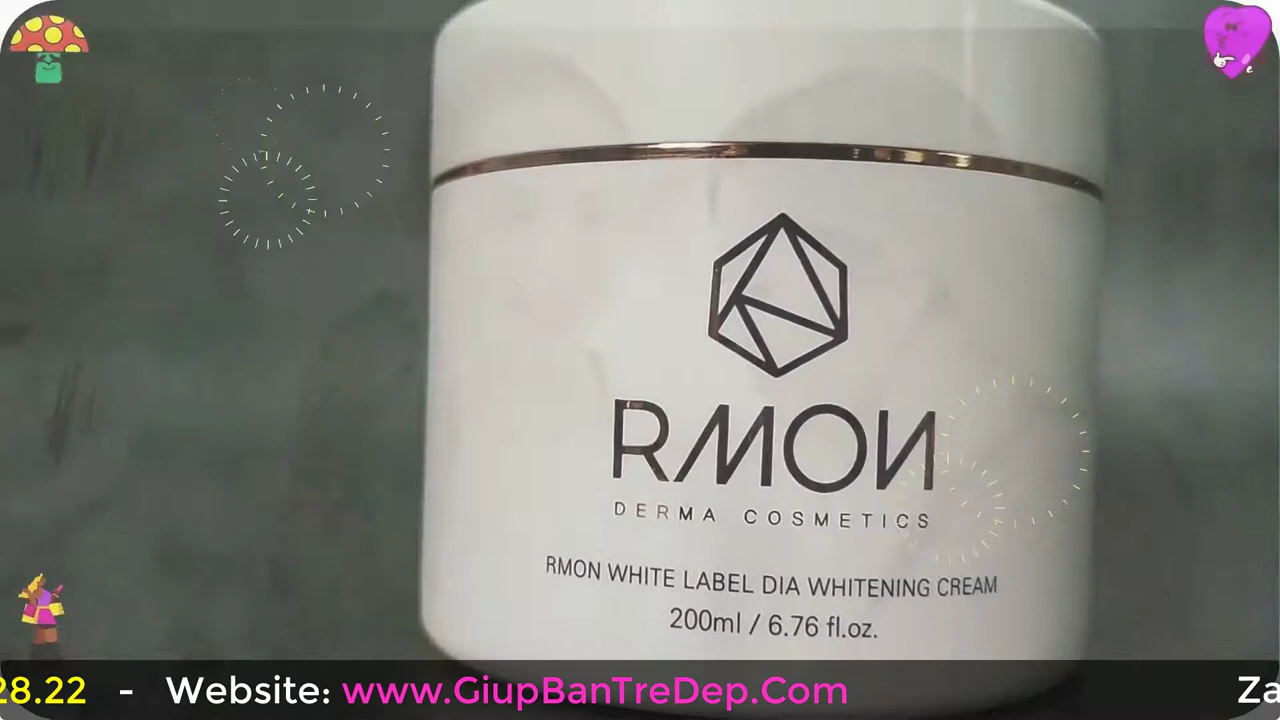 RMON
DERMA COSMETICS
RMON WHITE LABEL DIA WHITENING CREAM
200ml / 6.76 fl.oz.
28.22 - Website: www.GiupBanTreDep.Com Za